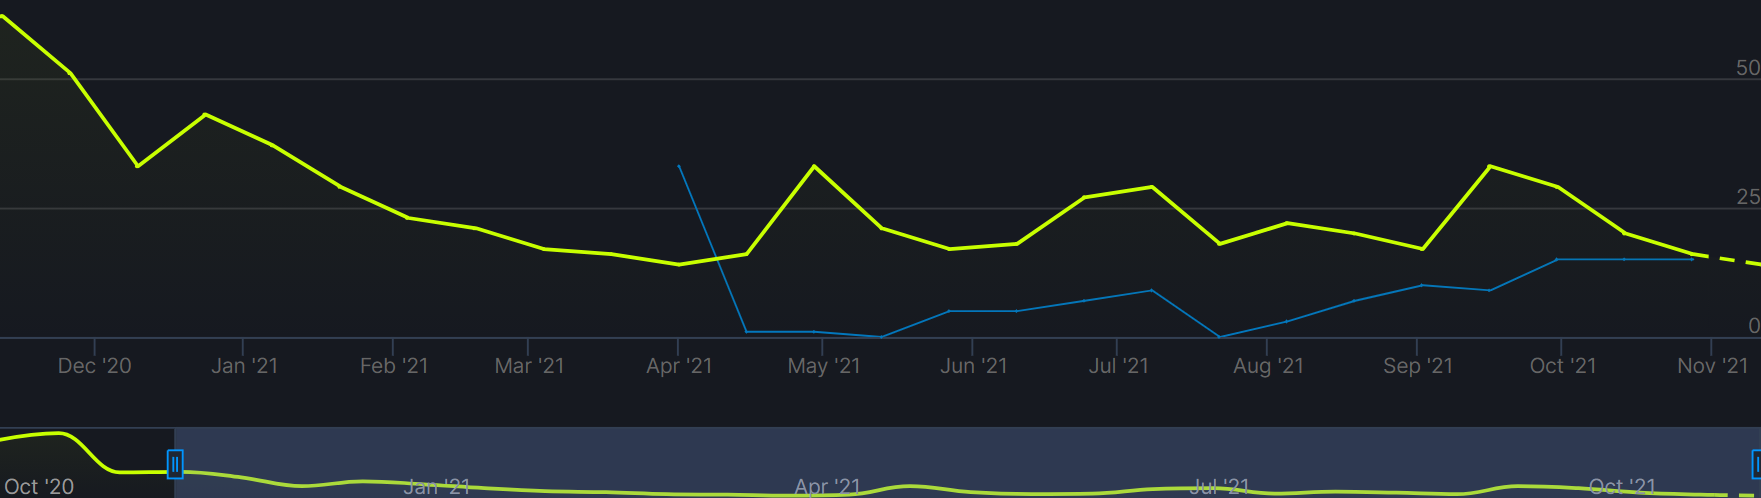 50
25
0
Dec '20 Jan '21 Feb '21 Mar '21 Apr '21 May '21 Jun '21 Jul '21 Aug '21 Sep '21 Oct '21 Nov '21
Oct '20 Jan '21 Apr '21 Jul '21 Oct '21